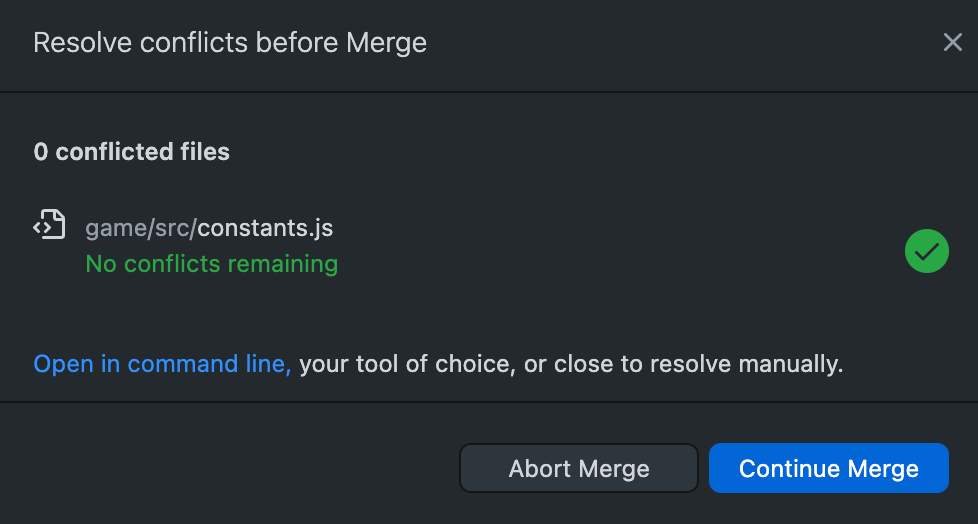 Resolve conflicts before Merge
0 conflicted files
game/src/constants.js
No conflicts remaining
Open in command line, your tool of choice, or close to resolve manually.
Abort Merge
Continue Merge